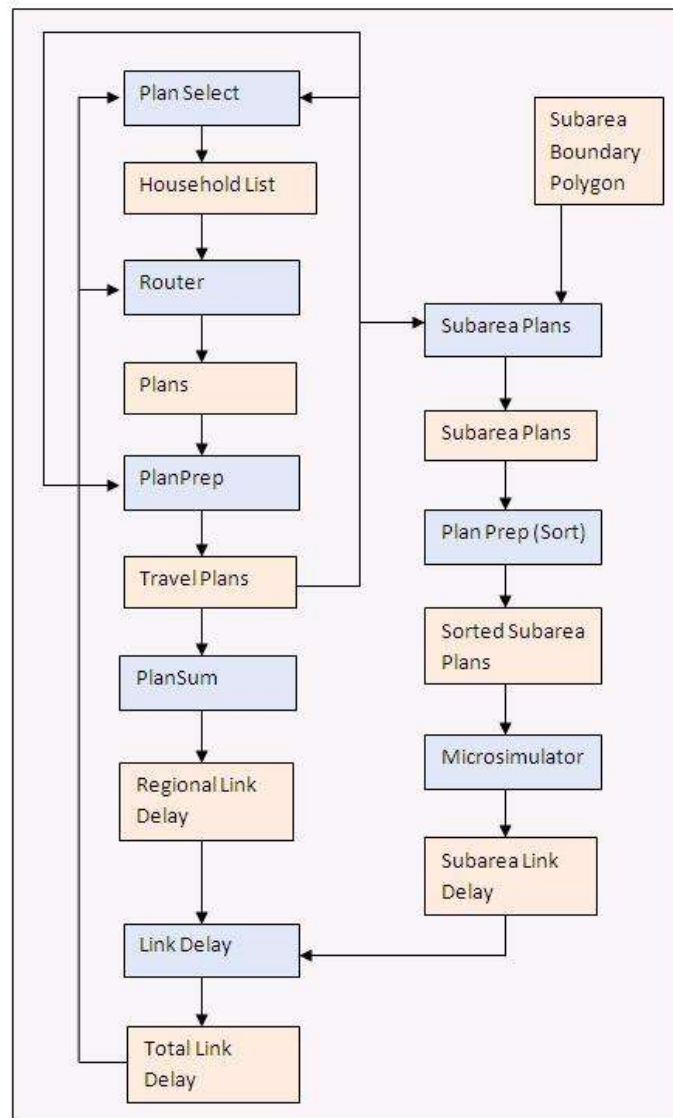 Plan Select
Household List
Router
Plans
PlanPrep
Travel Plans
PlanSum
Regional Link
Delay
Link Delay
Total Link
Delay
Subarea
Boundary
Polygon
Subarea Plans
Subarea Plans
Plan Prep (Sort)
Sorted Subarea
Plans
Microsimulator
Subarea Link
Delay